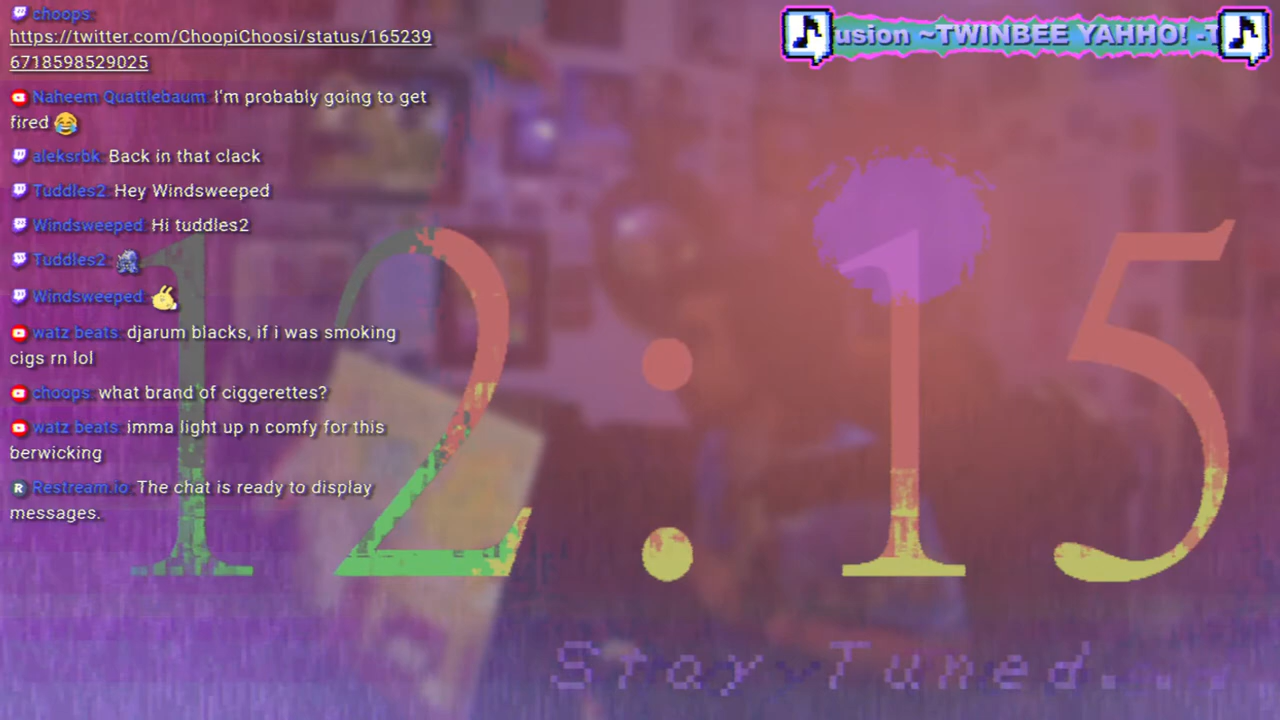 choops:
https://twitter.com/ChoopiChoosi/status/165239
6718598529025
Naheem Quattlebaum: I'm probably going to get
fired 😂
aleksrbk: Back in that clack
Tuddles2: Hey Windsweeped
Windsweeped: Hi tuddles2
Tuddles2:
Windsweeped:
watz beats: djarum blacks, if i was smoking
cigs rn lol
choops: what brand of ciggerettes?
watz beats: imma light up n comfy for this
berwicking
Restream.io: The chat is ready to display
messages.
usion ~TWINBEE YAHHO! -T
12:15
StayTuned...